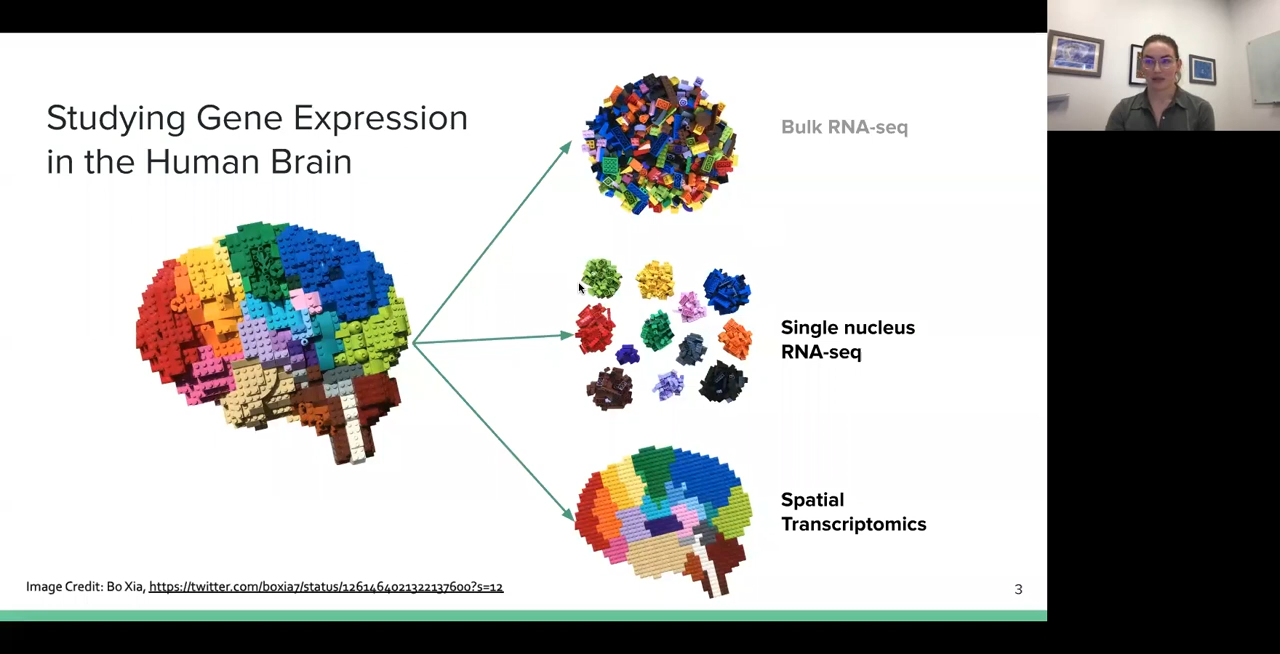 Studying Gene Expression
in the Human Brain
Bulk RNA-seq
Single nucleus
RNA-seq
Spatial
Transcriptomics
Image Credit: Bo Xia, https://twitter.com/boxia7/status/1261464021322137600?s=12
3